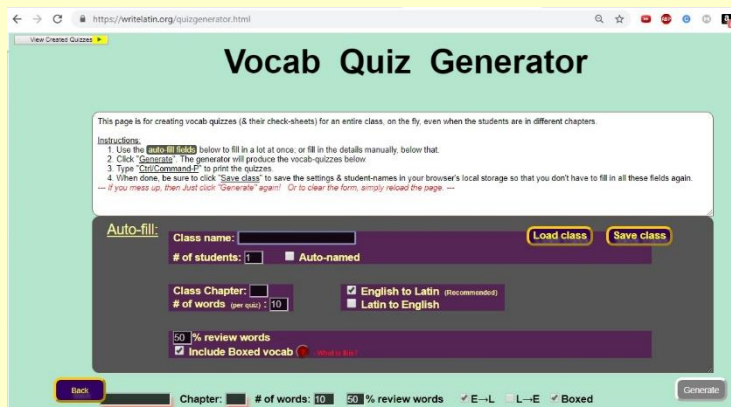 https://writelatin.org/quizgenerator.html
View Created Quizzes
Vocab Quiz Generator
This page is for creating vocab quizzes (& their check-sheets) for an entire class, on the fly, even when the students are in different chapters.
Instructions:
1. Use the auto-fill fields below to fill in a lot at once; or fill in the details manually, below that.
2. Click "Generate". The generator will produce the vocab-quizzes below.
3. Type "Ctrl/Command-P" to print the quizzes.
4. When done, be sure to click "Save class" to save the settings & student-names in your browser's local storage so that you don't have to fill in all these fields again.
--- If you mess up, then Just click "Generate" again! Or to clear the form, simply reload the page. ---
Auto-fill:
Class name:
Load class
Save class
# of students: 1
Auto-named
Class Chapter:
English to Latin (Recommended)
# of words (per quiz) : 10
Latin to English
50 % review words
Include Boxed vocab
What is this?
Back
Generate
Chapter: # of words: 10 50 % review words E→L L→E Boxed